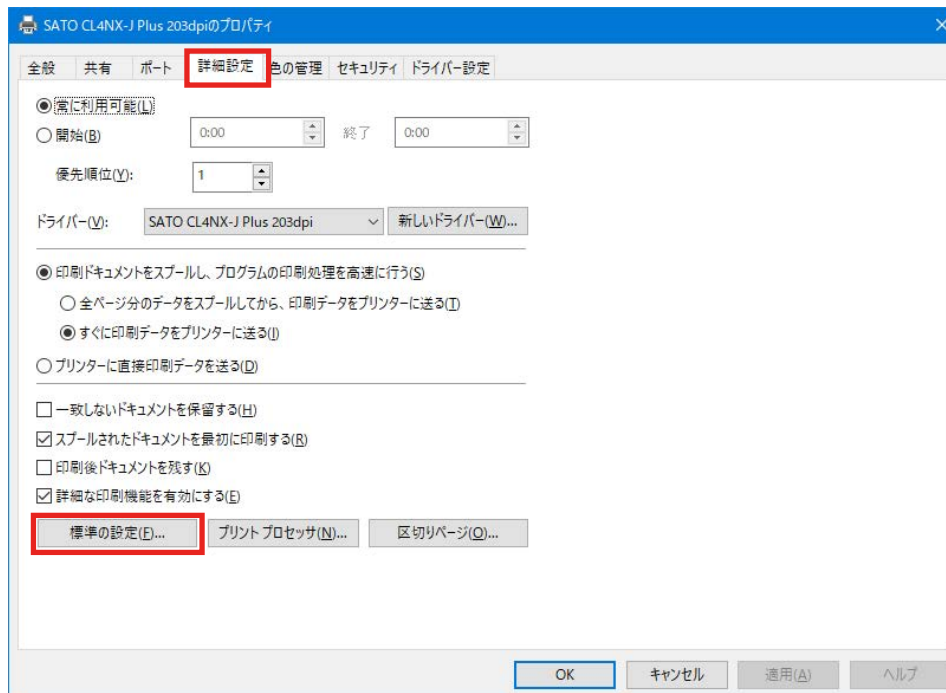 SATO CL4NX-J Plus 203dpiのプロパティ
全般 共有 ポート 詳細設定 色の管理 セキュリティ ドライバー設定
常に利用可能(L)
開始(B) 0:00 終了 0:00
優先順位(Y): 1
ドライバー(V): SATO CL4NX-J Plus 203dpi 新しいドライバー(W)...
印刷ドキュメントをスプールし、プログラムの印刷処理を高速に行う(S)
全ページ分のデータをスプールしてから、印刷データをプリンターに送る(T)
すぐに印刷データをプリンターに送る(I)
プリンターに直接印刷データを送る(D)
一致しないドキュメントを保留する(H)
スプールされたドキュメントを最初に印刷する(R)
印刷後ドキュメントを残す(K)
詳細な印刷機能を有効にする(E)
標準の設定(F)... プリント プロセッサ(N)... 区切りページ(O)...
OK キャンセル 適用(A) ヘルプ